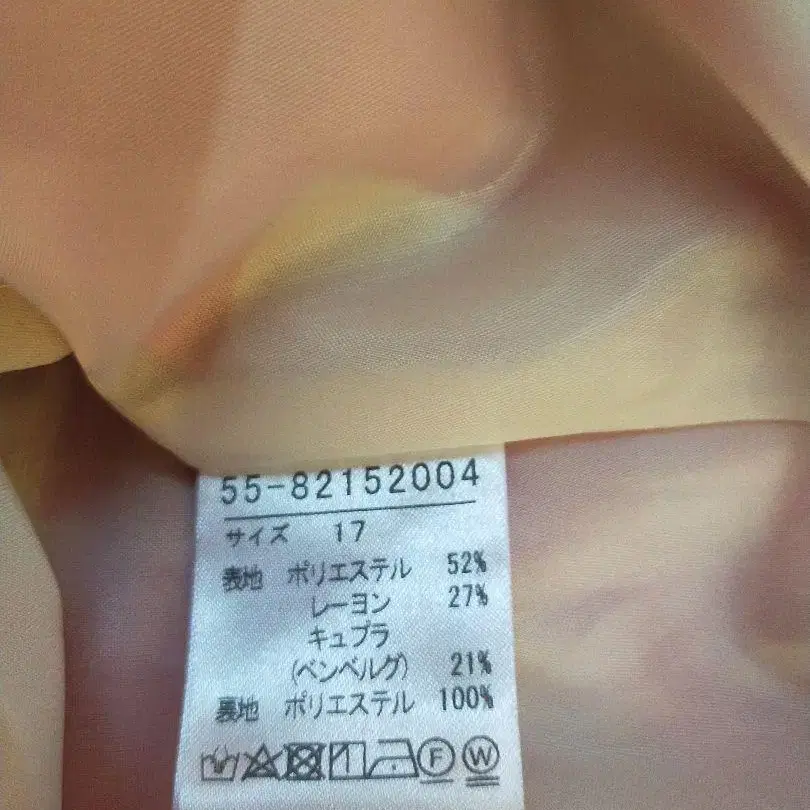 55-82152004
サイズ 17
表地 ポリエステル 52%
レーヨン 27%
キュプラ
(ベンベルグ) 21%
裏地 ポリエステル 100%
F W